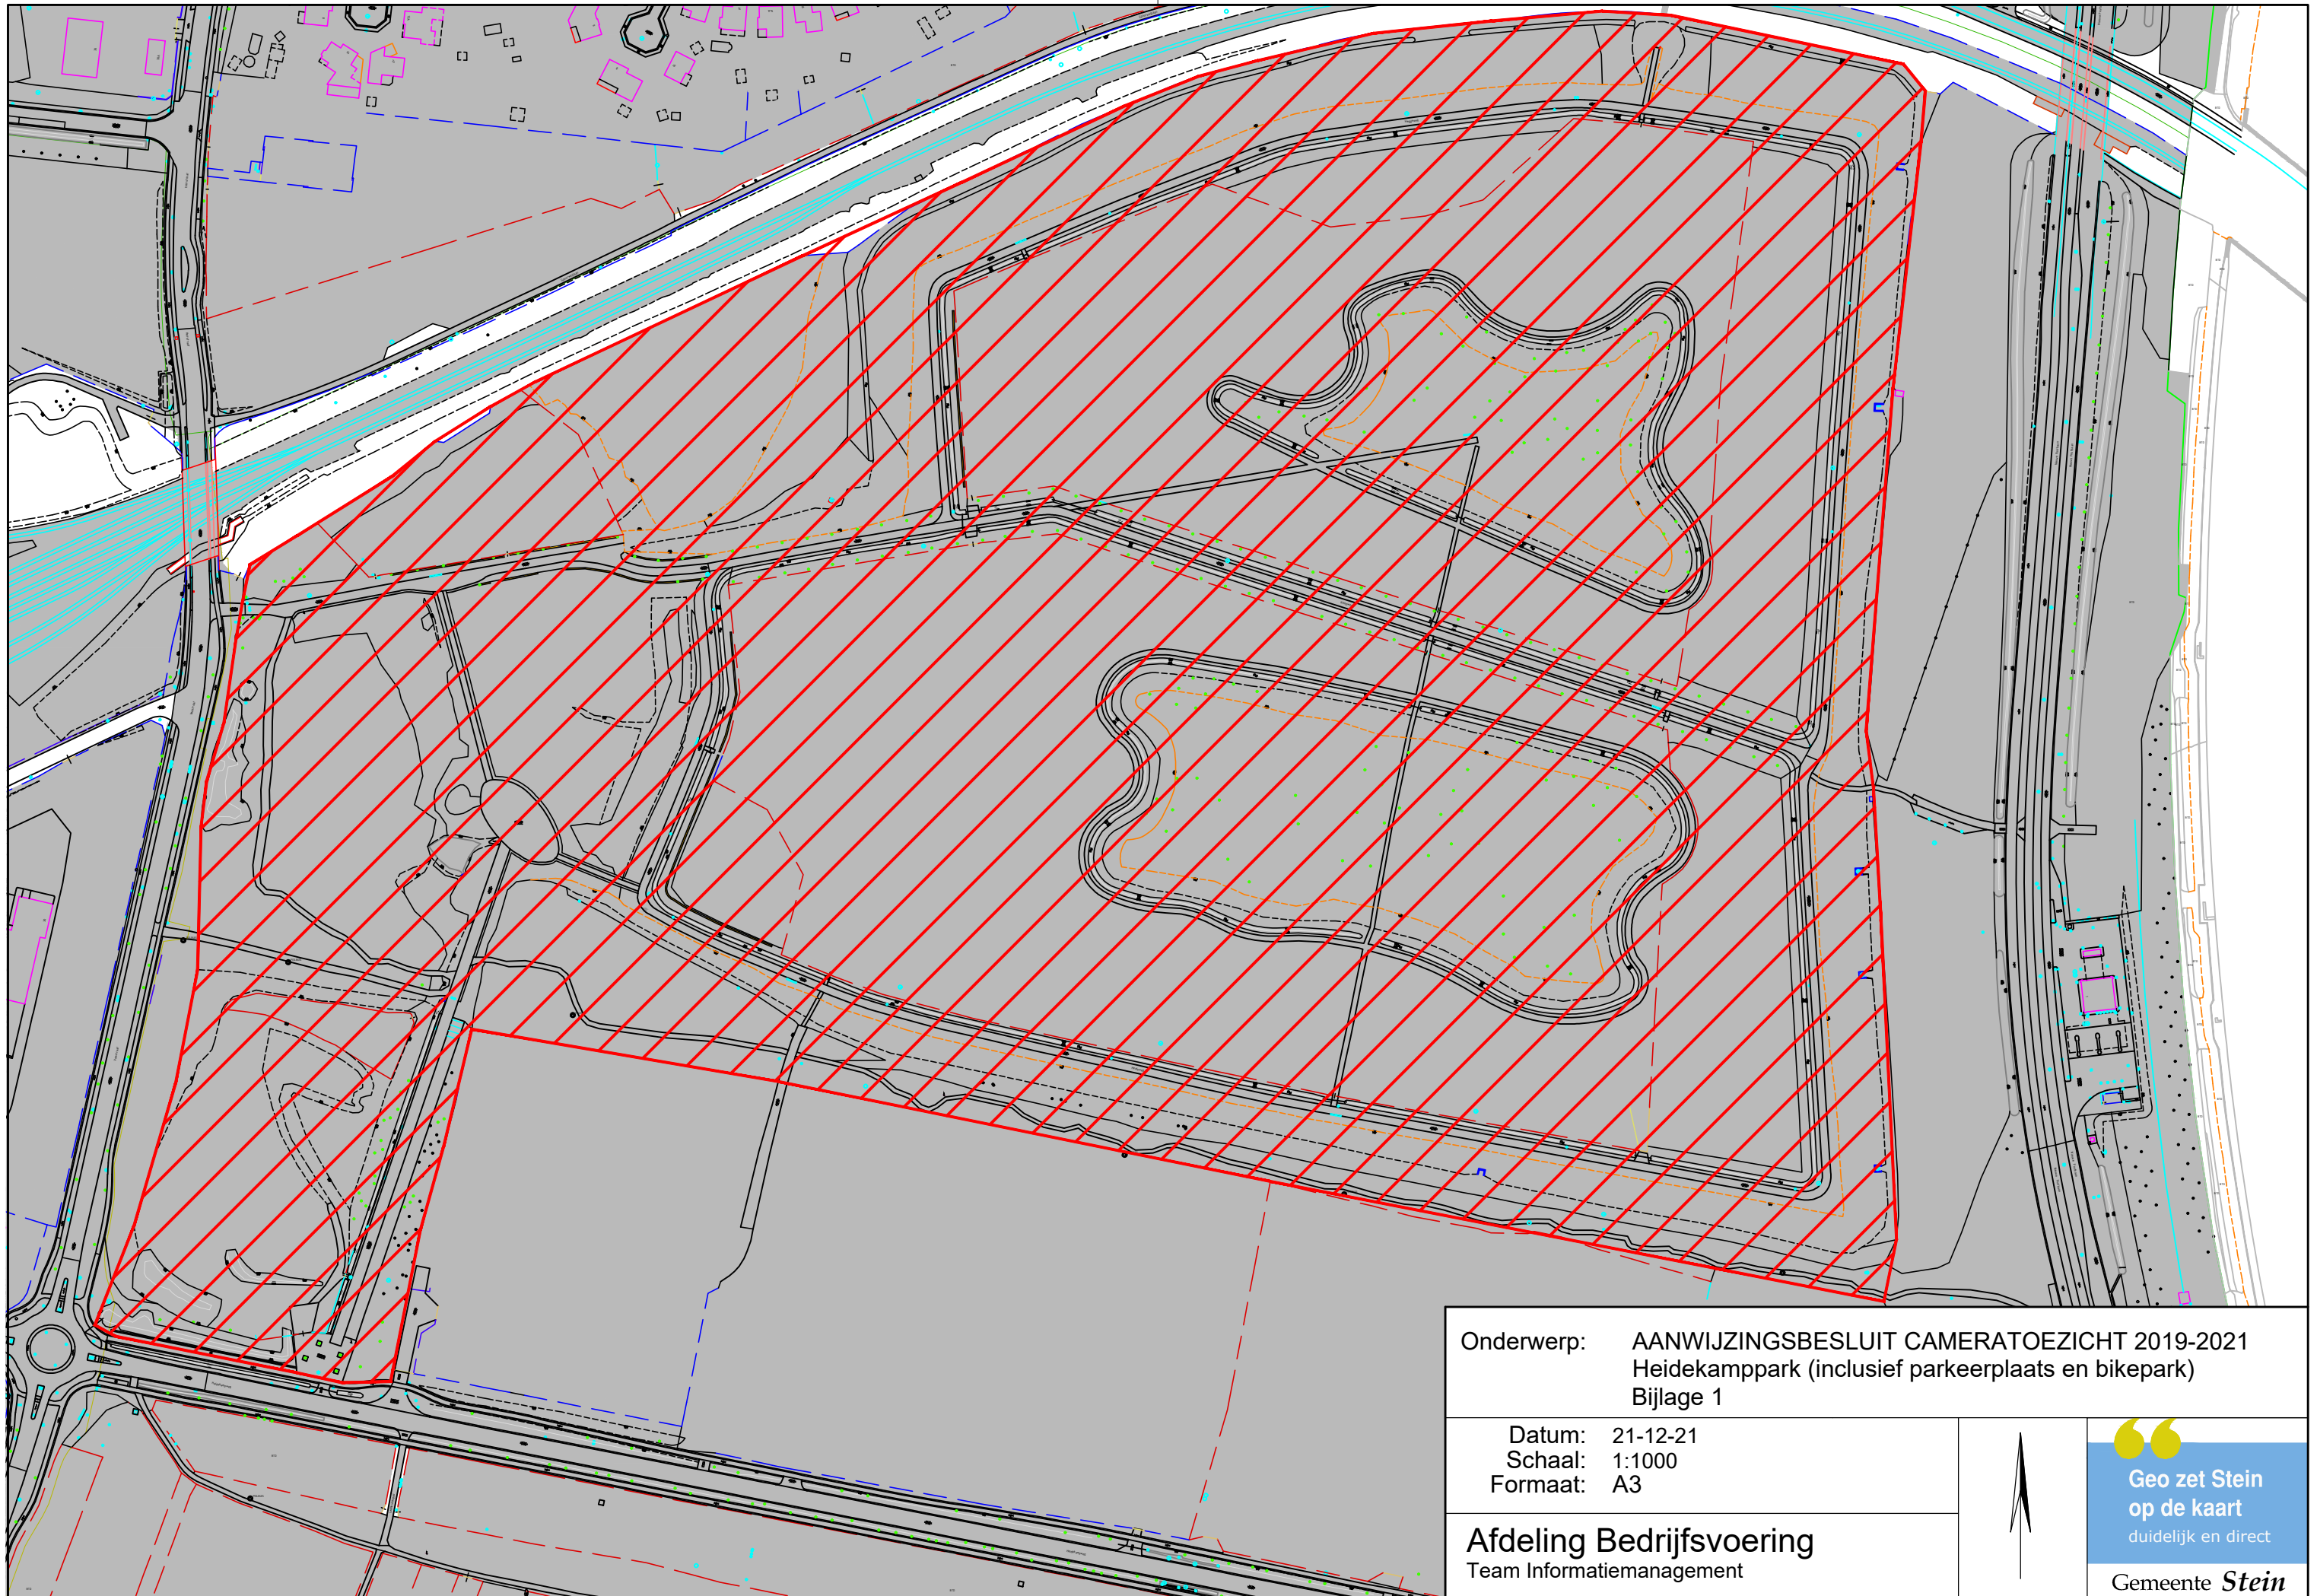 Onderwerp: AANWIJZINGSBESLUIT CAMERATOEZICHT 2019-2021
Heidekamppark (inclusief parkeerplaats en bikepark)
Bijlage 1
Datum: 21-12-21
Schaal: 1:1000
Formaat: A3
Afdeling Bedrijfsvoering
Team Informatiemanagement
Geo zet Stein
op de kaart
duidelijk en direct
Gemeente Stein